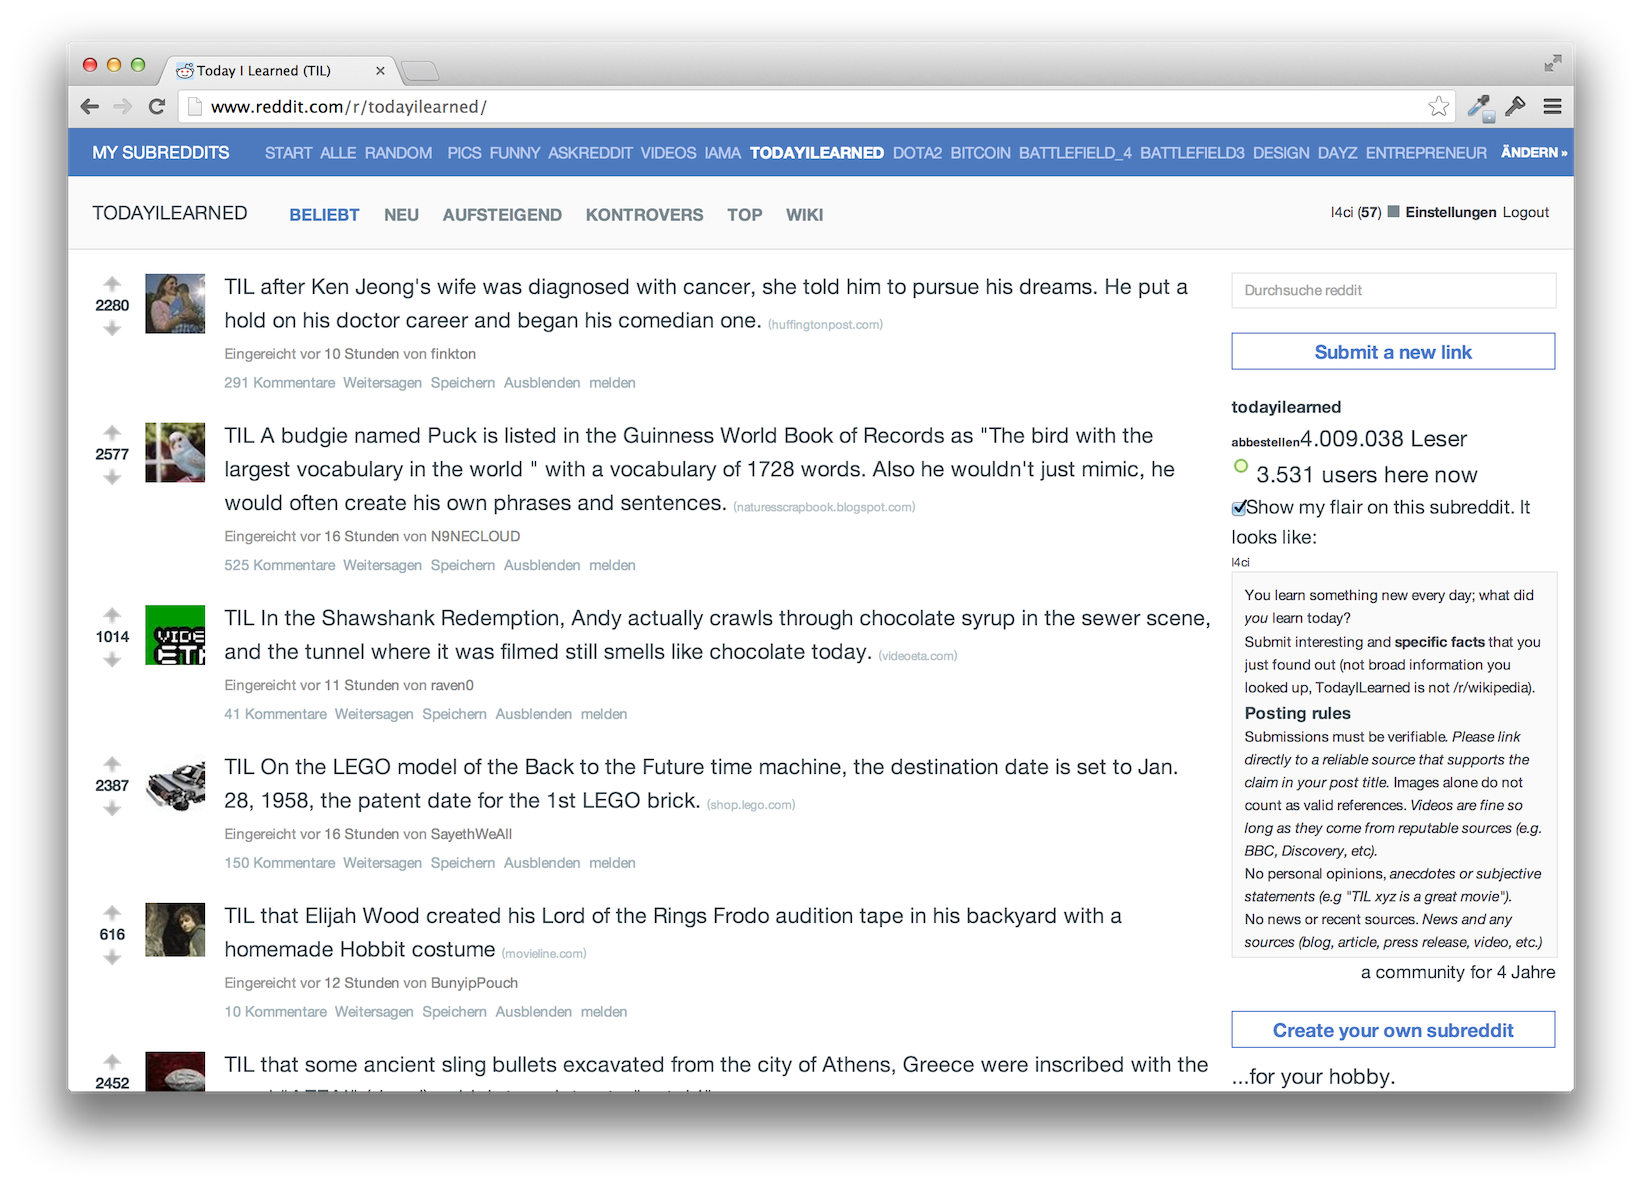 Today I Learned (TIL)
www.reddit.com/r/todayilearned/
MY SUBREDDITS START ALLE RANDOM PICS FUNNY ASKREDDIT VIDEOS IAMA TODAYILEARNED DOTA2 BITCOIN BATTLEFIELD_4 BATTLEFIELD3 DESIGN DAYZ ENTREPRENEUR ÄNDERN »
TODAYILEARNED BELIEBT NEU AUFSTEIGEND KONTROVERS TOP WIKI
l4ci (57) Einstellungen Logout
2280
TIL after Ken Jeong's wife was diagnosed with cancer, she told him to pursue his dreams. He put a
hold on his doctor career and began his comedian one. (huffingtonpost.com)
Eingereicht vor 10 Stunden von finkton
291 Kommentare Weitersagen Speichern Ausblenden melden
2577
TIL A budgie named Puck is listed in the Guinness World Book of Records as "The bird with the
largest vocabulary in the world " with a vocabulary of 1728 words. Also he wouldn't just mimic, he
would often create his own phrases and sentences. (naturesscrapbook.blogspot.com)
Eingereicht vor 16 Stunden von N9NECLOUD
525 Kommentare Weitersagen Speichern Ausblenden melden
1014
TIL In the Shawshank Redemption, Andy actually crawls through chocolate syrup in the sewer scene,
and the tunnel where it was filmed still smells like chocolate today. (videoeta.com)
Eingereicht vor 11 Stunden von raven0
41 Kommentare Weitersagen Speichern Ausblenden melden
2387
TIL On the LEGO model of the Back to the Future time machine, the destination date is set to Jan.
28, 1958, the patent date for the 1st LEGO brick. (shop.lego.com)
Eingereicht vor 16 Stunden von SayethWeAll
150 Kommentare Weitersagen Speichern Ausblenden melden
616
TIL that Elijah Wood created his Lord of the Rings Frodo audition tape in his backyard with a
homemade Hobbit costume (movieline.com)
Eingereicht vor 12 Stunden von BunyipPouch
10 Kommentare Weitersagen Speichern Ausblenden melden
2452
TIL that some ancient sling bullets excavated from the city of Athens, Greece were inscribed with the
Durchsuche reddit
Submit a new link
todayilearned
abbestellen4.009.038 Leser
3.531 users here now
Show my flair on this subreddit. It
looks like:
l4ci
You learn something new every day; what did
you learn today?
Submit interesting and specific facts that you
just found out (not broad information you
looked up, TodayILearned is not /r/wikipedia).
Posting rules
Submissions must be verifiable. Please link
directly to a reliable source that supports the
claim in your post title. Images alone do not
count as valid references. Videos are fine so
long as they come from reputable sources (e.g.
BBC, Discovery, etc).
No personal opinions, anecdotes or subjective
statements (e.g "TIL xyz is a great movie").
No news or recent sources. News and any
sources (blog, article, press release, video, etc.)
a community for 4 Jahre
Create your own subreddit
...for your hobby.